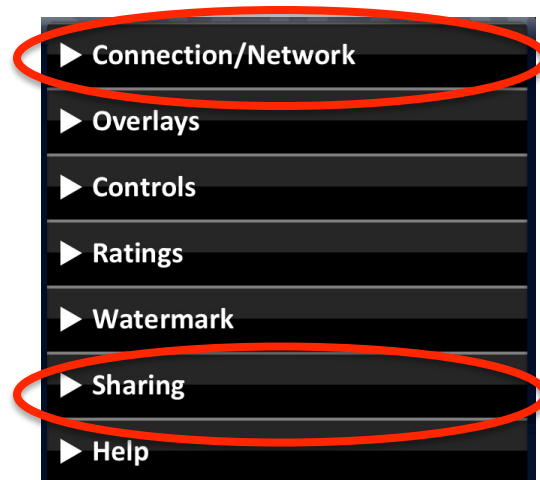 Connection/Network
Overlays
Controls
Ratings
Watermark
Sharing
Help